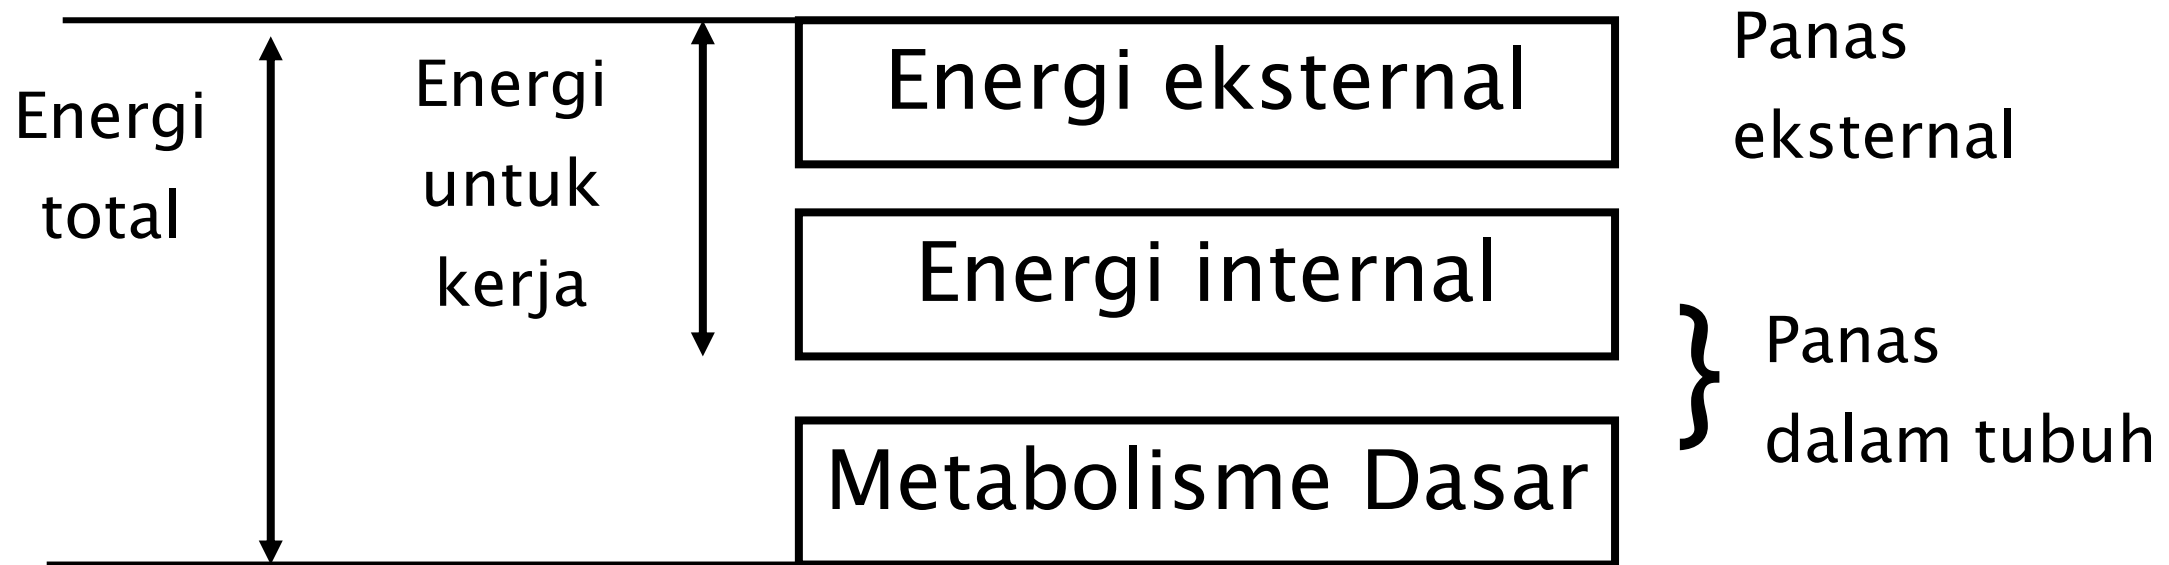 Energi
total
Energi
untuk
kerja
Energi eksternal
Energi internal
Metabolisme Dasar
Panas
eksternal
Panas
dalam tubuh